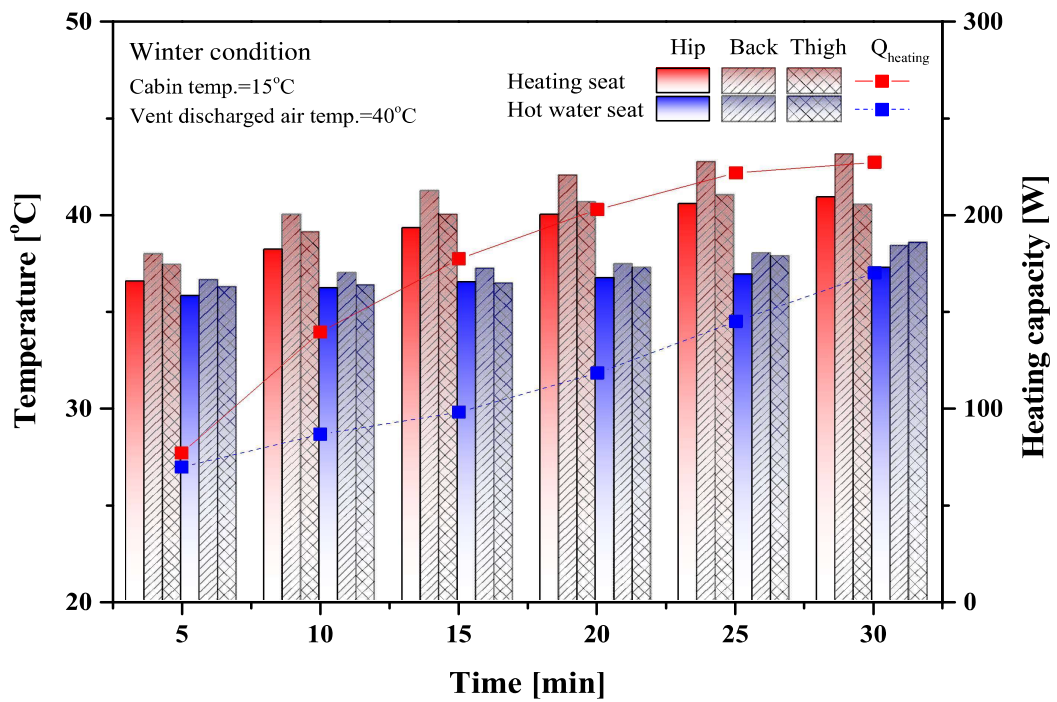 Winter condition
Cabin temp.=15°C
Vent discharged air temp.=40°C
Hip Back Thigh Qheating
Heating seat
Hot water seat
Temperature [°C]
50
40
30
20
Heating capacity [W]
300
200
100
0
5 10 15 20 25 30
Time [min]